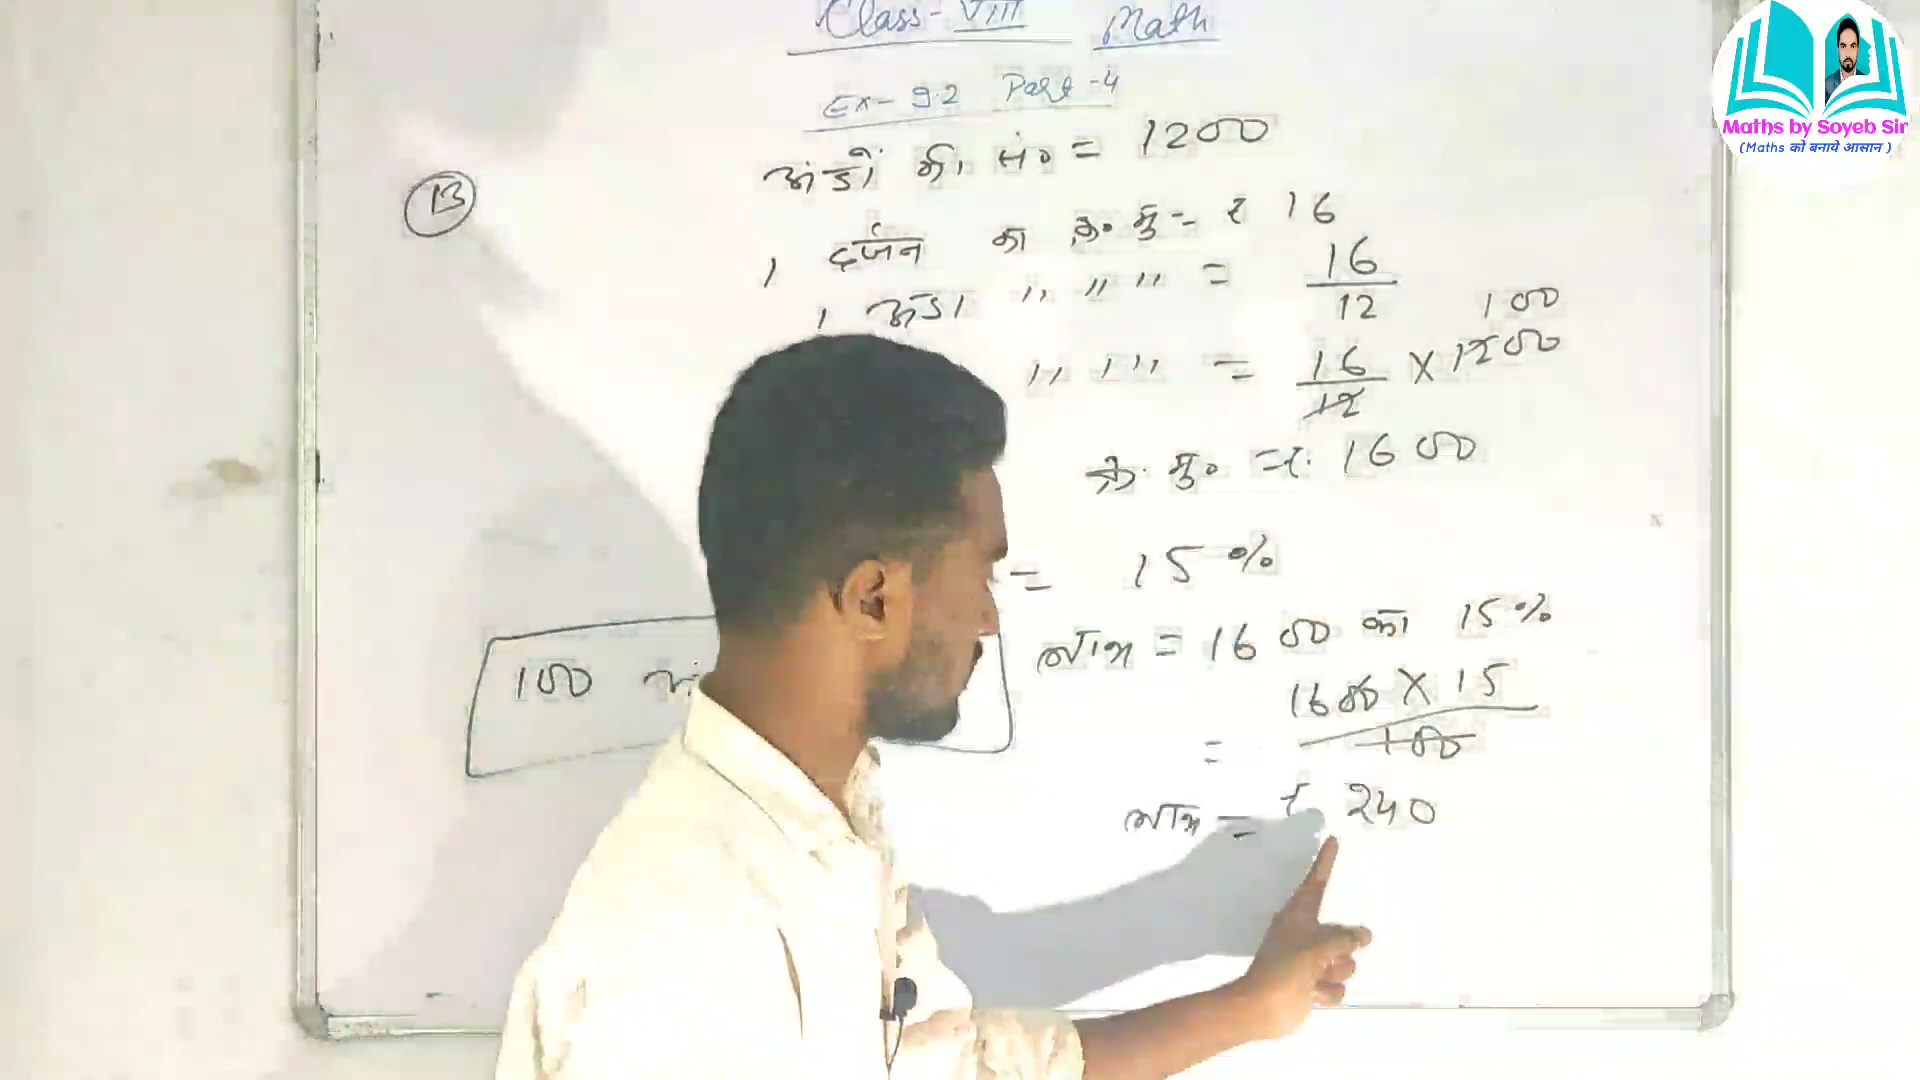 Class-VIII Math
Ex- 9.2 Part-4
13
अंडों की सं० = 1200
1 दर्जन का क्र० मु० = ₹ 16
1 अंडा ,, ,, ,, = 16/12
,, ,, ,, = 16/12 × 1200 100
क्र. मु० = ₹. 1600
= 15%
लाभ = 1600 का 15%
= 1600 × 15 / 100
लाभ = ₹ 240
100
Maths by Soyeb Sir
(Maths को बनाये आसान )